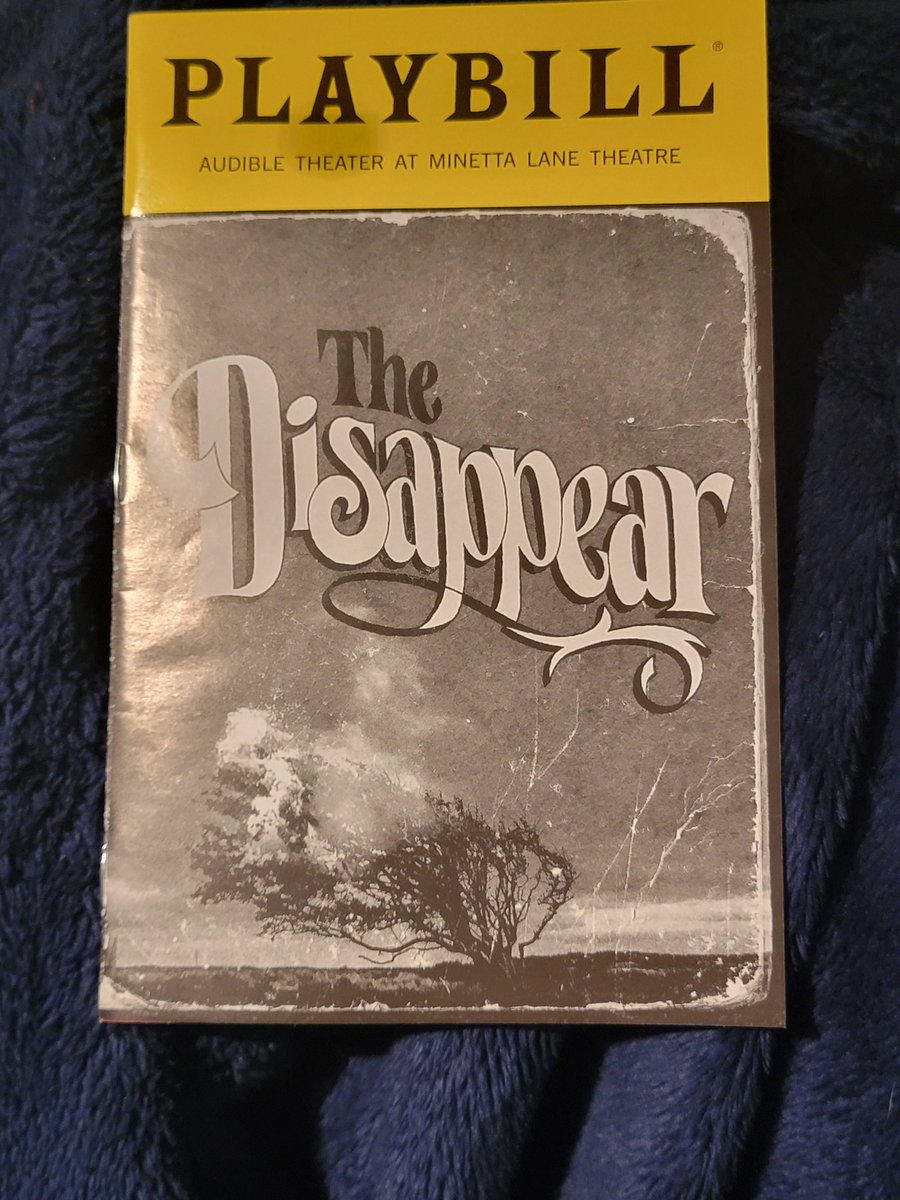 PLAYBILL®
AUDIBLE THEATER AT MINETTA LANE THEATRE
The
Disappear